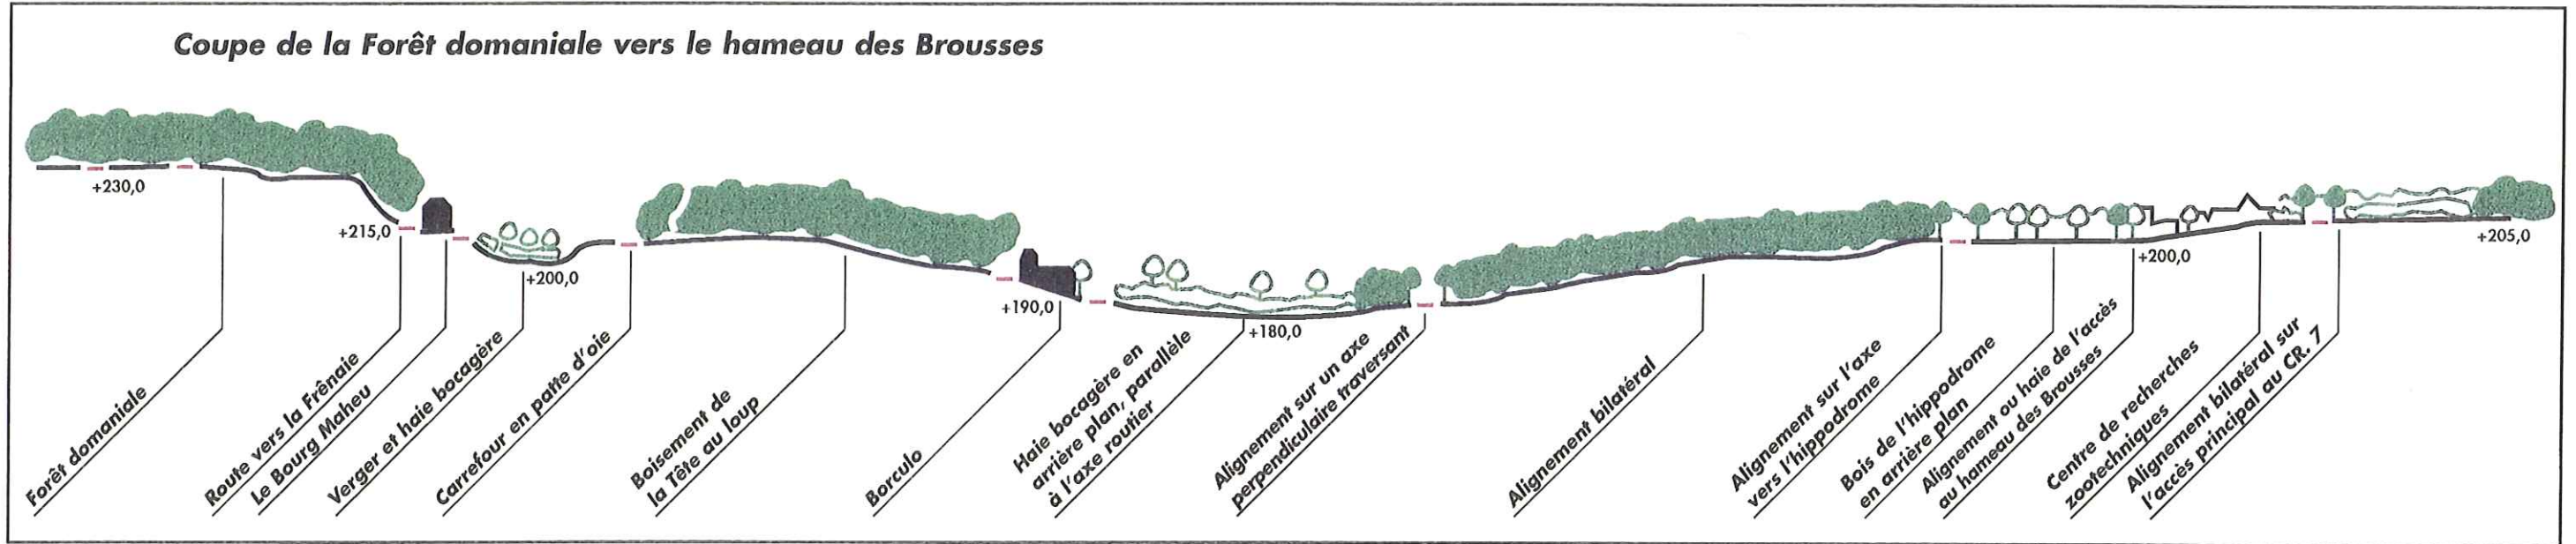 Coupe de la Forêt domaniale vers le hameau des Brousses
+230,0
+215,0
+200,0
+190,0
+180,0
+200,0
+205,0
Forêt domaniale
Route vers la Frênaie
Le Bourg Maheu
Verger et haie bocagère
Carrefour en patte d'oie
Boisement de
la Tête au loup
Borculo
Haie bocagère en
arrière plan, parallèle
à l'axe routier
Alignement sur un axe
perpendiculaire traversant
Alignement bilatéral
Alignement sur l'axe
vers l'hippodrome
Bois de l'hippodrome
en arrière plan
Alignement ou haie de l'accès
au hameau des Brousses
Centre de recherches
zootechniques
Alignement bilatéral sur
l'accès principal au CR. 7